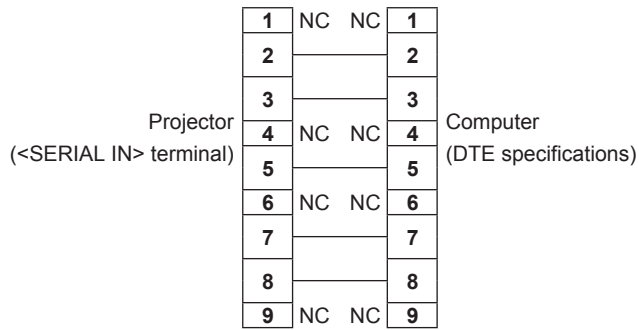 1 NC NC 1
2 2
3 3
Projector
(<SERIAL IN> terminal)
4 NC NC 4
Computer
(DTE specifications)
5 5
6 NC NC 6
7 7
8 8
9 NC NC 9